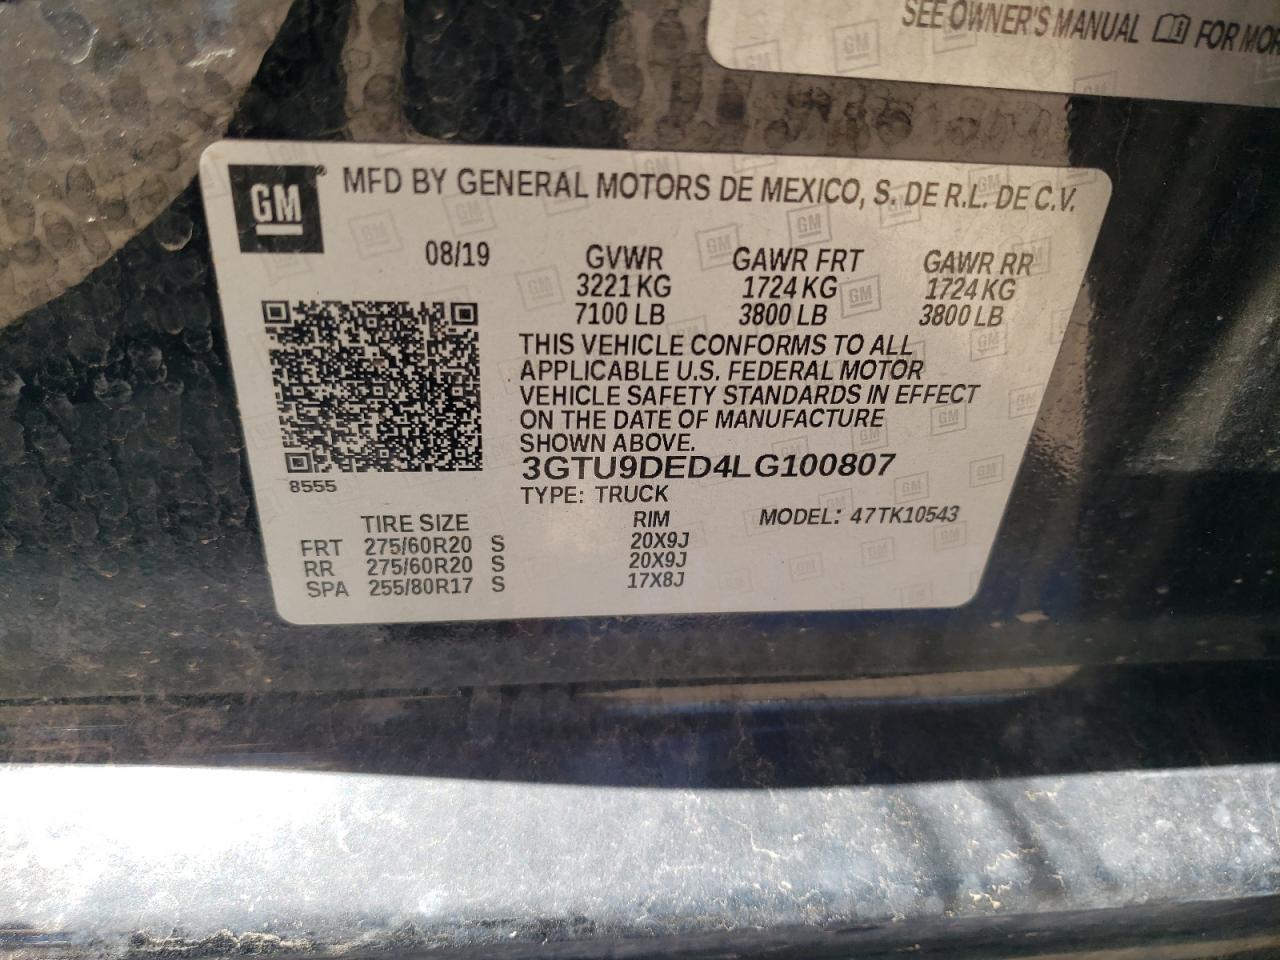 SEE OWNER'S MANUAL FOR MOR
GM ® MFD BY GENERAL MOTORS DE MEXICO, S. DE R.L. DE C.V.
08/19 GVWR GAWR FRT GAWR RR
3221 KG 1724 KG 1724 KG
7100 LB 3800 LB 3800 LB
THIS VEHICLE CONFORMS TO ALL
APPLICABLE U.S. FEDERAL MOTOR
VEHICLE SAFETY STANDARDS IN EFFECT
ON THE DATE OF MANUFACTURE
SHOWN ABOVE.
3GTU9DED4LG100807
8555 TYPE: TRUCK
TIRE SIZE RIM MODEL: 47TK10543
FRT 275/60R20 S 20X9J
RR 275/60R20 S 20X9J
SPA 255/80R17 S 17X8J